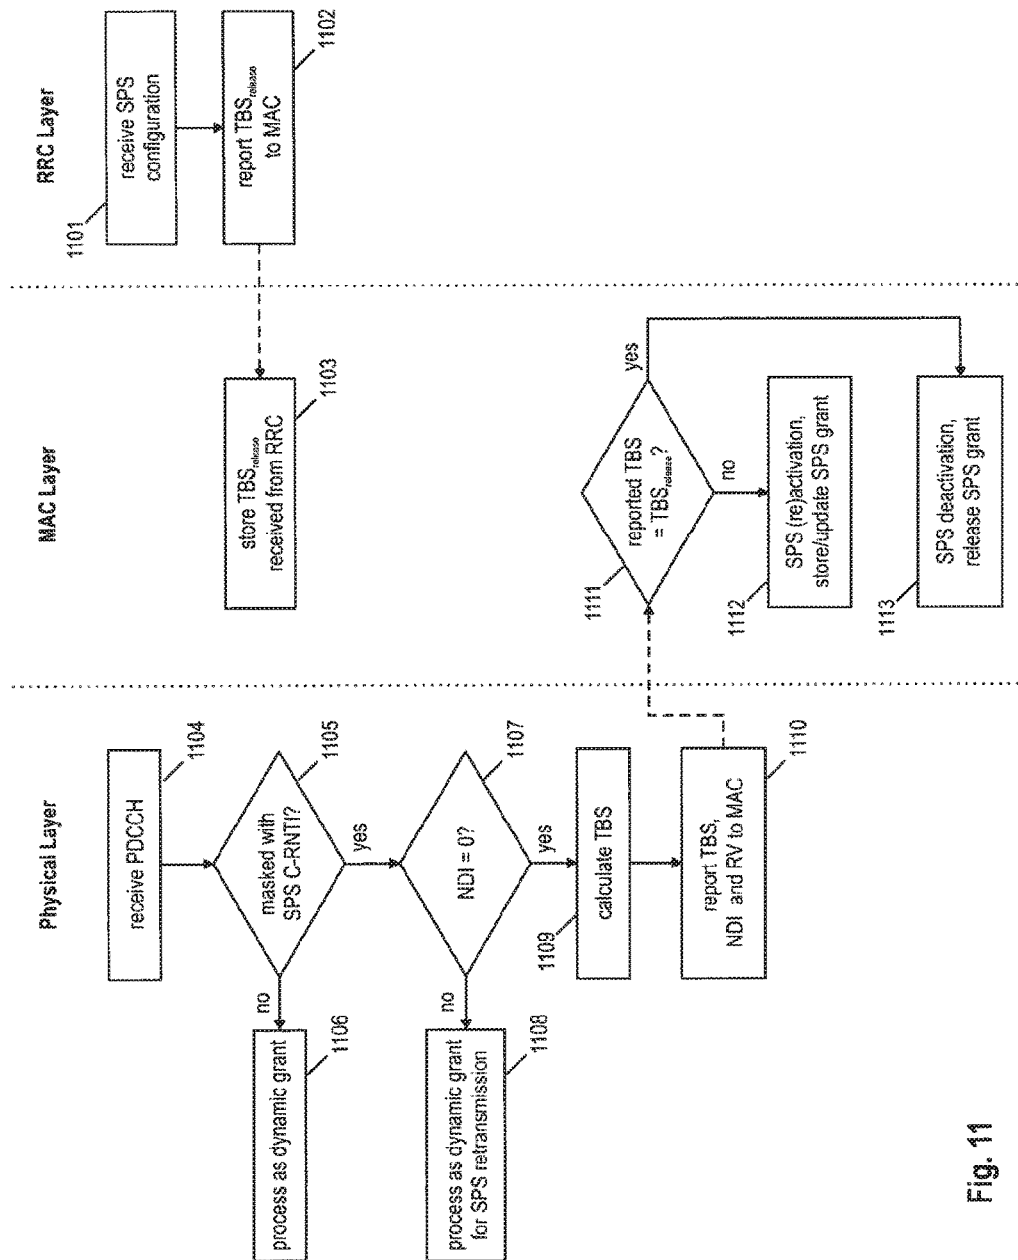 Physical Layer
MAC Layer
RRC Layer
receive SPS
configuration
1101
report TBSrelease
to MAC
1102
store TBSrelease
received from RRC
1103
receive PDCCH
1104
masked with
SPS C-RNTI?
1105
no
yes
process as dynamic grant
1106
NDI = 0?
1107
no
yes
process as dynamic grant
for SPS retransmission
1108
calculate TBS
1109
report TBS,
NDI and RV to MAC
1110
reported TBS
= TBSrelease?
1111
yes
no
SPS (re)activation,
store/update SPS grant
1112
SPS deactivation,
release SPS grant
1113
Fig. 11